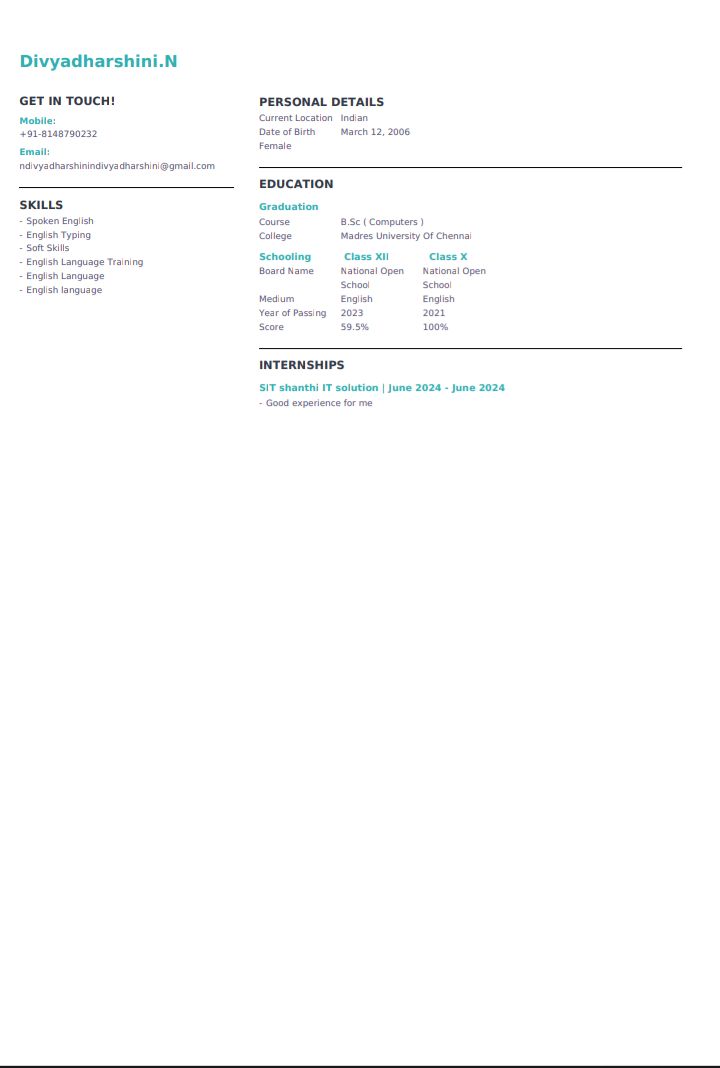 Divyadharshini.N
GET IN TOUCH!
Mobile:
+91-8148790232
Email:
ndivyadharshinindivyadharshini@gmail.com
SKILLS
- Spoken English
- English Typing
- Soft Skills
- English Language Training
- English Language
- English language
PERSONAL DETAILS
Current Location Indian
Date of Birth March 12, 2006
Female
EDUCATION
Graduation
Course B.Sc ( Computers )
College Madres University Of Chennai
Schooling Class XII Class X
Board Name National Open National Open
School School
Medium English English
Year of Passing 2023 2021
Score 59.5% 100%
INTERNSHIPS
SIT shanthi IT solution | June 2024 - June 2024
- Good experience for me